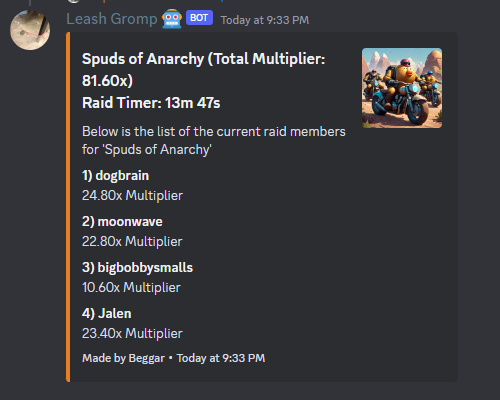 Leash Gromp BOT Today at 9:33 PM
Spuds of Anarchy (Total Multiplier:
81.60x)
Raid Timer: 13m 47s
Below is the list of the current raid members
for 'Spuds of Anarchy'
1) dogbrain
24.80x Multiplier
2) moonwave
22.80x Multiplier
3) bigbobbysmalls
10.60x Multiplier
4) Jalen
23.40x Multiplier
Made by Beggar • Today at 9:33 PM